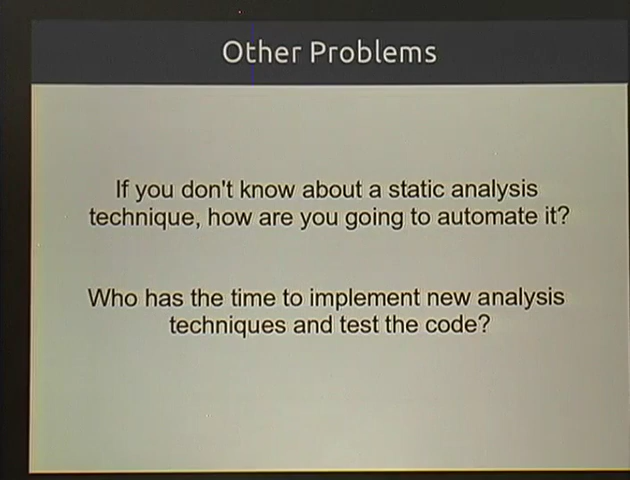 Other Problems
If you don't know about a static analysis
technique, how are you going to automate it?
Who has the time to implement new analysis
techniques and test the code?